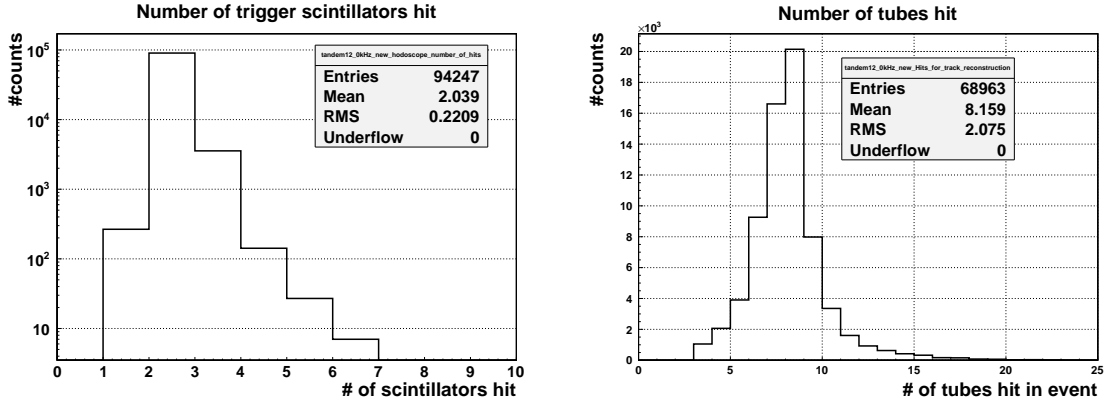 Number of trigger scintillators hit
#counts
10^5
10^4
10^3
10^2
10
tandem12_0kHz_new_hodoscope_number_of_hits
Entries 94247
Mean 2.039
RMS 0.2209
Underflow 0
0 1 2 3 4 5 6 7 8 9 10
# of scintillators hit
Number of tubes hit
×10^3
#counts
20
18
16
14
12
10
8
6
4
2
0
tandem12_0kHz_new_Hits_for_track_reconstruction
Entries 68963
Mean 8.159
RMS 2.075
Underflow 0
0 5 10 15 20 25
# of tubes hit in event